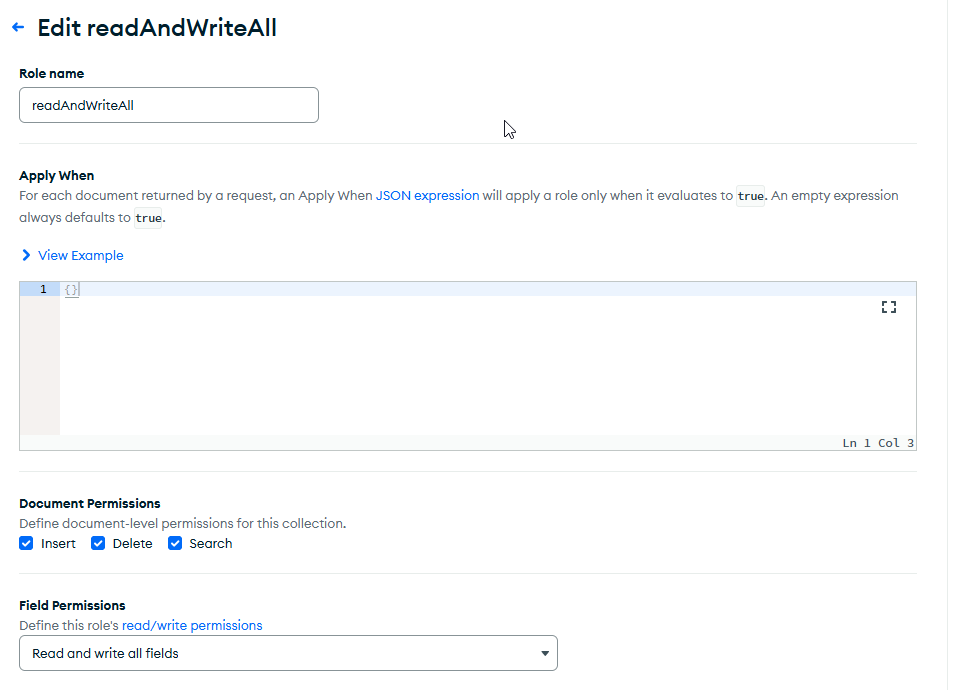 Edit readAndWriteAll
Role name
readAndWriteAll
Apply When
For each document returned by a request, an Apply When JSON expression will apply a role only when it evaluates to true. An empty expression
always defaults to true.
View Example
1 {}
Ln 1 Col 3
Document Permissions
Define document-level permissions for this collection.
Insert Delete Search
Field Permissions
Define this role's read/write permissions
Read and write all fields